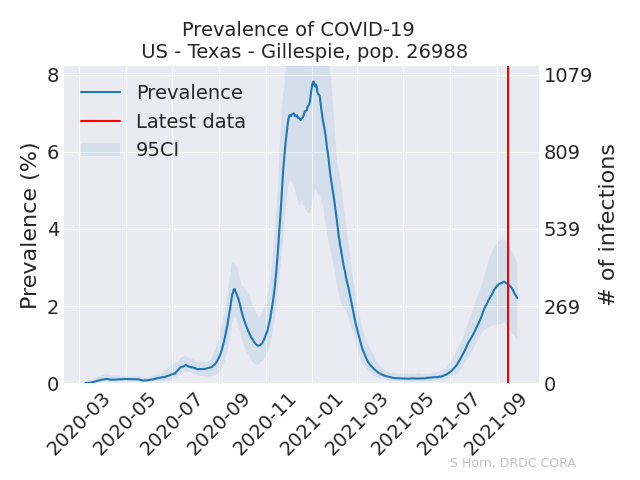 Prevalence of COVID-19
US - Texas - Gillespie, pop. 26988
Prevalence
Latest data
95CI
Prevalence (%)
8
6
4
2
0
1079
809
539
269
0
# of infections
2020-03
2020-05
2020-07
2020-09
2020-11
2021-01
2021-03
2021-05
2021-07
2021-09
S Horn, DRDC CORA